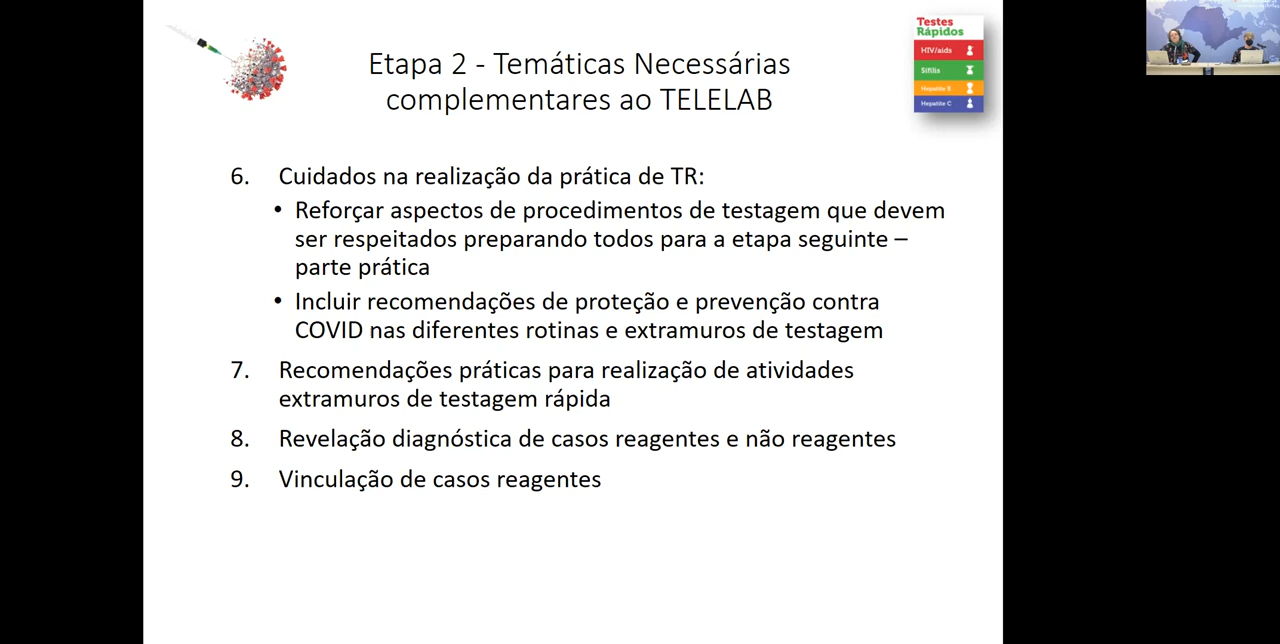 Etapa 2 - Temáticas Necessárias
complementares ao TELELAB
Testes
Rápidos
HIV/aids
Sífilis
Hepatite B
Hepatite C
6. Cuidados na realização da prática de TR:
• Reforçar aspectos de procedimentos de testagem que devem
ser respeitados preparando todos para a etapa seguinte –
parte prática
• Incluir recomendações de proteção e prevenção contra
COVID nas diferentes rotinas e extramuros de testagem
7. Recomendações práticas para realização de atividades
extramuros de testagem rápida
8. Revelação diagnóstica de casos reagentes e não reagentes
9. Vinculação de casos reagentes